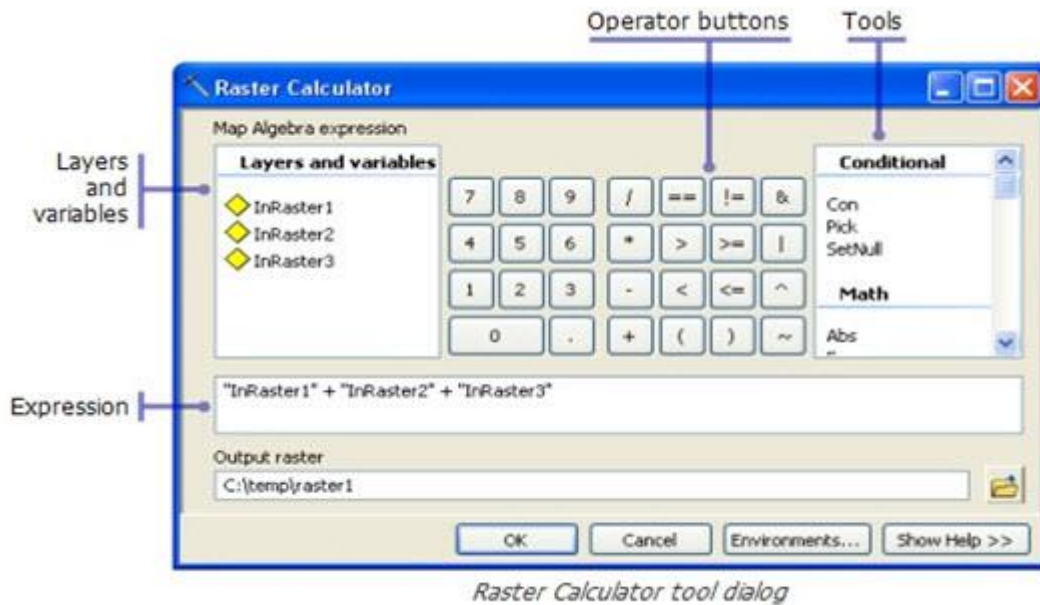 Operator buttons
Tools
Raster Calculator
Map Algebra expression
Layers and variables
Layers and variables
InRaster1
InRaster2
InRaster3
7 8 9 / == != &
4 5 6 * > >= |
1 2 3 - < <= ^
0 . + ( ) ~
Conditional
Con
Pick
SetNull
Math
Abs
Expression
"InRaster1" + "InRaster2" + "InRaster3"
Output raster
C:\temp\raster1
OK
Cancel
Environments...
Show Help >>
Raster Calculator tool dialog